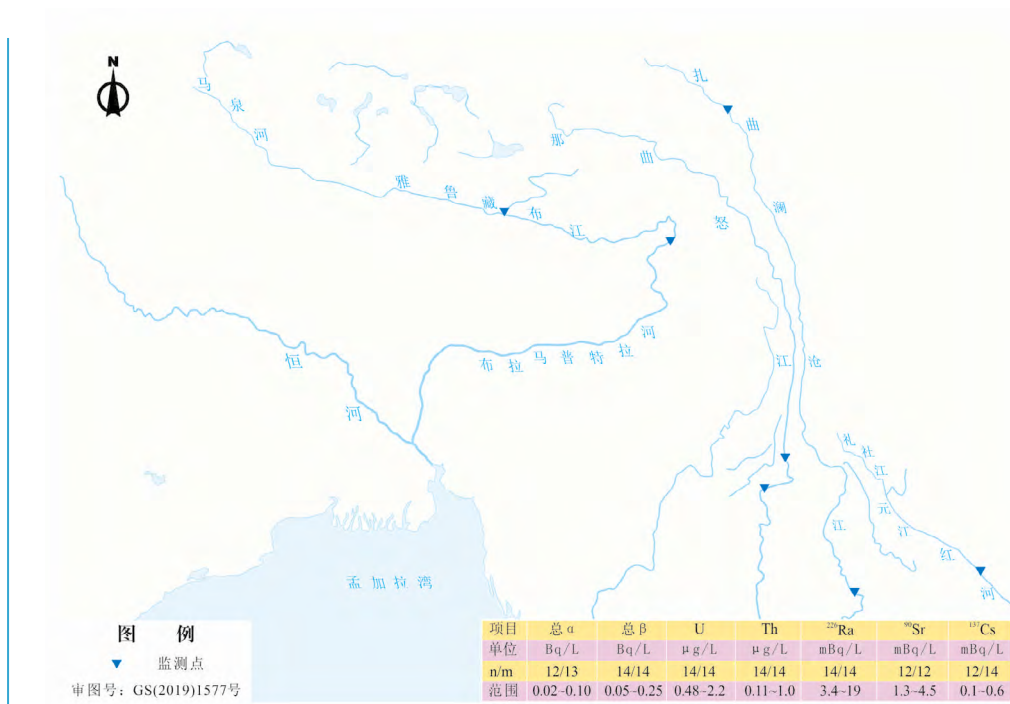 N
马泉河
雅鲁藏布江
那曲
怒江
扎曲
澜沧江
恒河
布拉马普特拉河
礼社江
元江
红河
孟加拉湾
图 例
监测点
审图号：GS(2019)1577号
项目 总α 总β U Th ²²⁶Ra ⁹⁰Sr ¹³⁷Cs
单位 Bq/L Bq/L μg/L μg/L mBq/L mBq/L mBq/L
n/m 12/13 14/14 14/14 14/14 14/14 12/12 12/14
范围 0.02~0.10 0.05~0.25 0.48~2.2 0.11~1.0 3.4~19 1.3~4.5 0.1~0.6